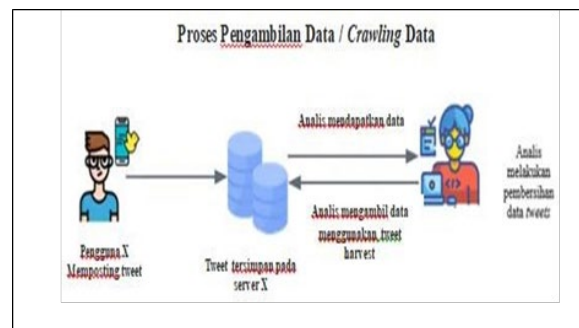 Proses Pengambilan Data / Crawling Data
Analis mendapatkan data
Analis mengambil data
menggunakan tweet
harvest
Pengguna X
Memposting tweet
Tweet tersimpan pada
server X
Analis
melakukan
pembersihan
data tweets